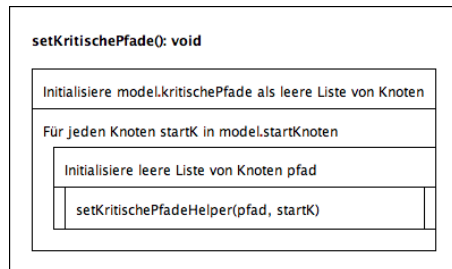 setKritischePfade(): void
Initialisiere model.kritischePfade als leere Liste von Knoten
Für jeden Knoten startK in model.startKnoten
Initialisiere leere Liste von Knoten pfad
setKritischePfadeHelper(pfad, startK)